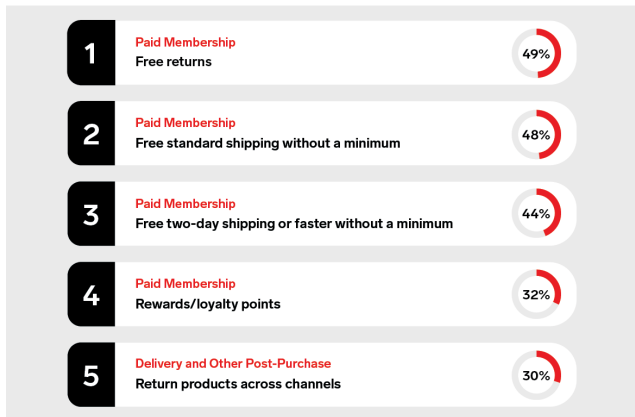 1
Paid Membership
Free returns
49%
2
Paid Membership
Free standard shipping without a minimum
48%
3
Paid Membership
Free two-day shipping or faster without a minimum
44%
4
Paid Membership
Rewards/loyalty points
32%
5
Delivery and Other Post-Purchase
Return products across channels
30%